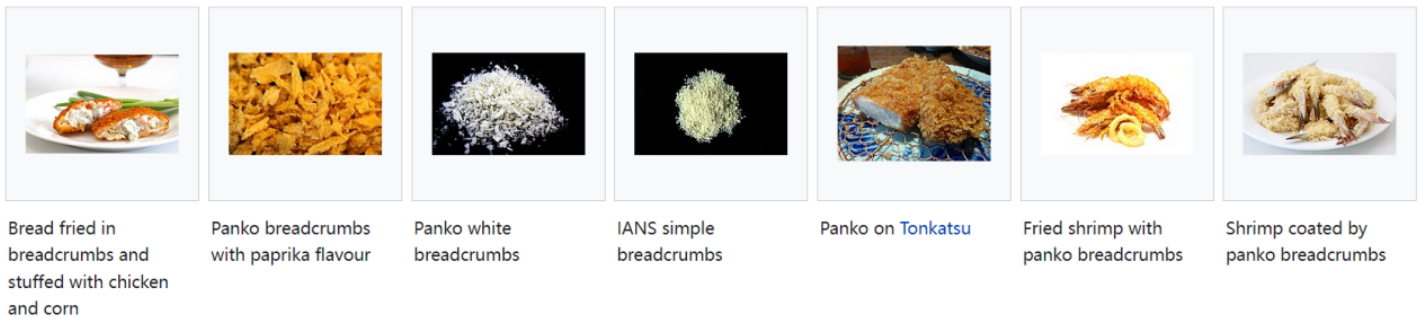 Bread fried in
breadcrumbs and
stuffed with chicken
and corn
Panko breadcrumbs
with paprika flavour
Panko white
breadcrumbs
IANS simple
breadcrumbs
Panko on Tonkatsu
Fried shrimp with
panko breadcrumbs
Shrimp coated by
panko breadcrumbs